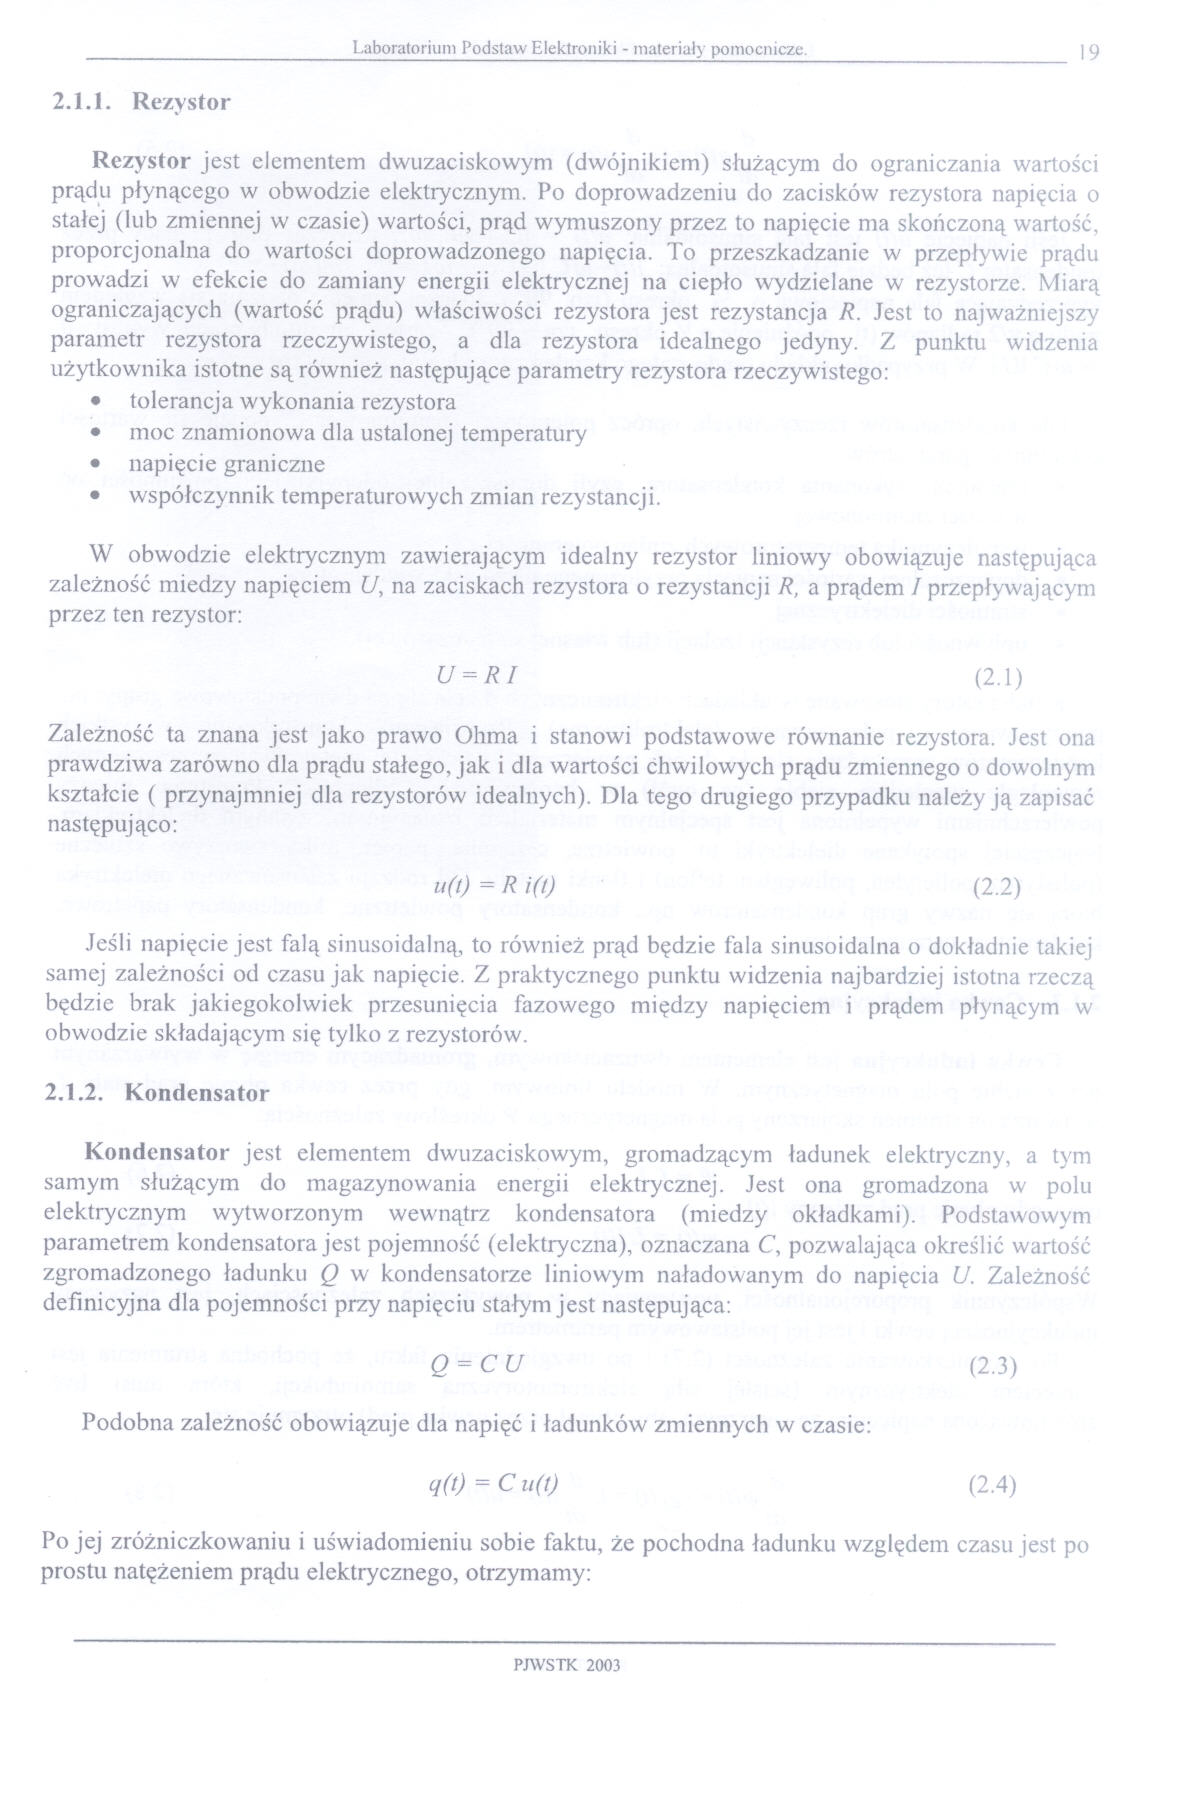 Laboratorium Podstaw Elektroniki - materiały pomocnicze. 19
2.1.1. Rezystor
Rezystor jest elementem dwuzaciskowym (dwójnikiem) służącym do ograniczania wartości
prądu płynącego w obwodzie elektrycznym. Po doprowadzeniu do zacisków rezystora napięcia o
stałej (lub zmiennej w czasie) wartości, prąd wymuszony przez to napięcie ma skończoną wartość,
proporcjonalna do wartości doprowadzonego napięcia. To przeszkadzanie w przepływie prądu
prowadzi w efekcie do zamiany energii elektrycznej na ciepło wydzielane w rezystorze. Miarą
ograniczających (wartość prądu) właściwości rezystora jest rezystancja R. Jest to najważniejszy
parametr rezystora rzeczywistego, a dla rezystora idealnego jedyny. Z punktu widzenia
użytkownika istotne są również następujące parametry rezystora rzeczywistego:
• tolerancja wykonania rezystora
• moc znamionowa dla ustalonej temperatury
• napięcie graniczne
• współczynnik temperaturowych zmian rezystancji.
W obwodzie elektrycznym zawierającym idealny rezystor liniowy obowiązuje następująca
zależność miedzy napięciem U, na zaciskach rezystora o rezystancji R, a prądem I przepływającym
przez ten rezystor:
U = R I (2.1)
Zależność ta znana jest jako prawo Ohma i stanowi podstawowe równanie rezystora. Jest ona
prawdziwa zarówno dla prądu stałego, jak i dla wartości chwilowych prądu zmiennego o dowolnym
kształcie ( przynajmniej dla rezystorów idealnych). Dla tego drugiego przypadku należy ją zapisać
następująco:
u(t) = R i(t) (2.2)
Jeśli napięcie jest falą sinusoidalną, to również prąd będzie fala sinusoidalna o dokładnie takiej
samej zależności od czasu jak napięcie. Z praktycznego punktu widzenia najbardziej istotna rzeczą
będzie brak jakiegokolwiek przesunięcia fazowego między napięciem i prądem płynącym w
obwodzie składającym się tylko z rezystorów.
2.1.2. Kondensator
Kondensator jest elementem dwuzaciskowym, gromadzącym ładunek elektryczny, a tym
samym służącym do magazynowania energii elektrycznej. Jest ona gromadzona w polu
elektrycznym wytworzonym wewnątrz kondensatora (miedzy okładkami). Podstawowym
parametrem kondensatora jest pojemność (elektryczna), oznaczana C, pozwalająca określić wartość
zgromadzonego ładunku Q w kondensatorze liniowym naładowanym do napięcia U. Zależność
definicyjna dla pojemności przy napięciu stałym jest następująca:
Q = C U (2.3)
Podobna zależność obowiązuje dla napięć i ładunków zmiennych w czasie:
q(t) = C u(t) (2.4)
Po jej zróżniczkowaniu i uświadomieniu sobie faktu, że pochodna ładunku względem czasu jest po
prostu natężeniem prądu elektrycznego, otrzymamy:
PJWSTK 2003